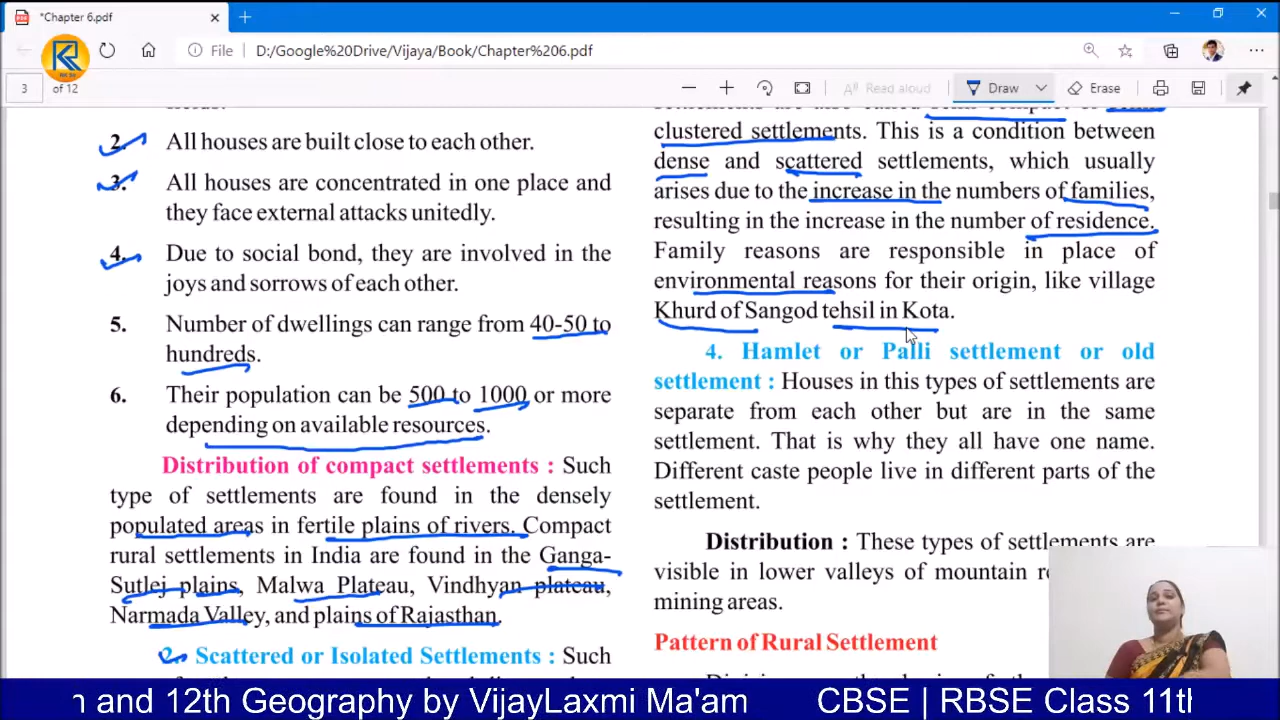 *Chapter 6.pdf
File
D:/Google%20Drive/Vijaya/Book/Chapter%206.pdf
3
of 12
Read aloud
Draw
Erase
2. All houses are built close to each other.
3. All houses are concentrated in one place and
they face external attacks unitedly.
4. Due to social bond, they are involved in the
joys and sorrows of each other.
5. Number of dwellings can range from 40-50 to
hundreds.
6. Their population can be 500 to 1000 or more
depending on available resources.
Distribution of compact settlements : Such
type of settlements are found in the densely
populated areas in fertile plains of rivers. Compact
rural settlements in India are found in the Ganga-
Sutlej plains, Malwa Plateau, Vindhyan plateau,
Narmada Valley, and plains of Rajasthan.
2. Scattered or Isolated Settlements : Such
clustered settlements. This is a condition between
dense and scattered settlements, which usually
arises due to the increase in the numbers of families,
resulting in the increase in the number of residence.
Family reasons are responsible in place of
environmental reasons for their origin, like village
Khurd of Sangod tehsil in Kota.
4. Hamlet or Palli settlement or old
settlement : Houses in this types of settlements are
separate from each other but are in the same
settlement. That is why they all have one name.
Different caste people live in different parts of the
settlement.
Distribution : These types of settlements are
visible in lower valleys of mountain
mining areas.
Pattern of Rural Settlement
and 12th Geography by VijayLaxmi Ma'am CBSE | RBSE Class 11th